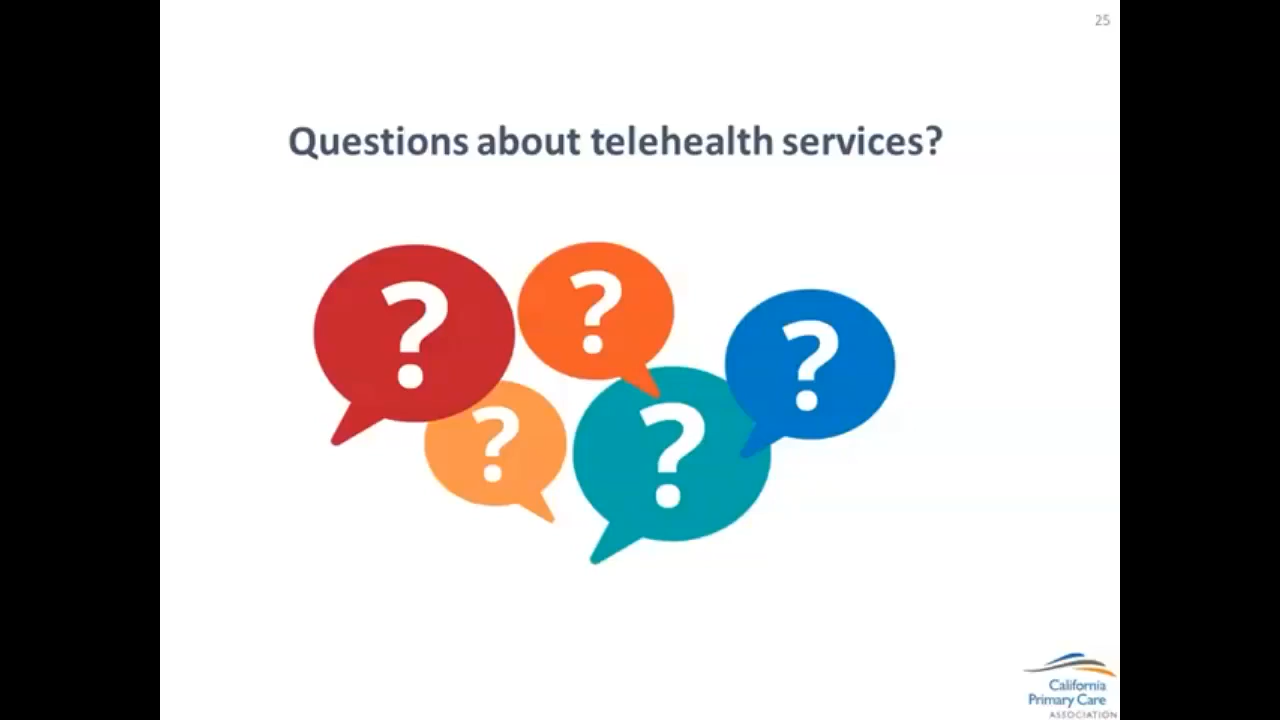 25
Questions about telehealth services?
?
?
?
?
?
California
Primary Care
ASSOCIATION